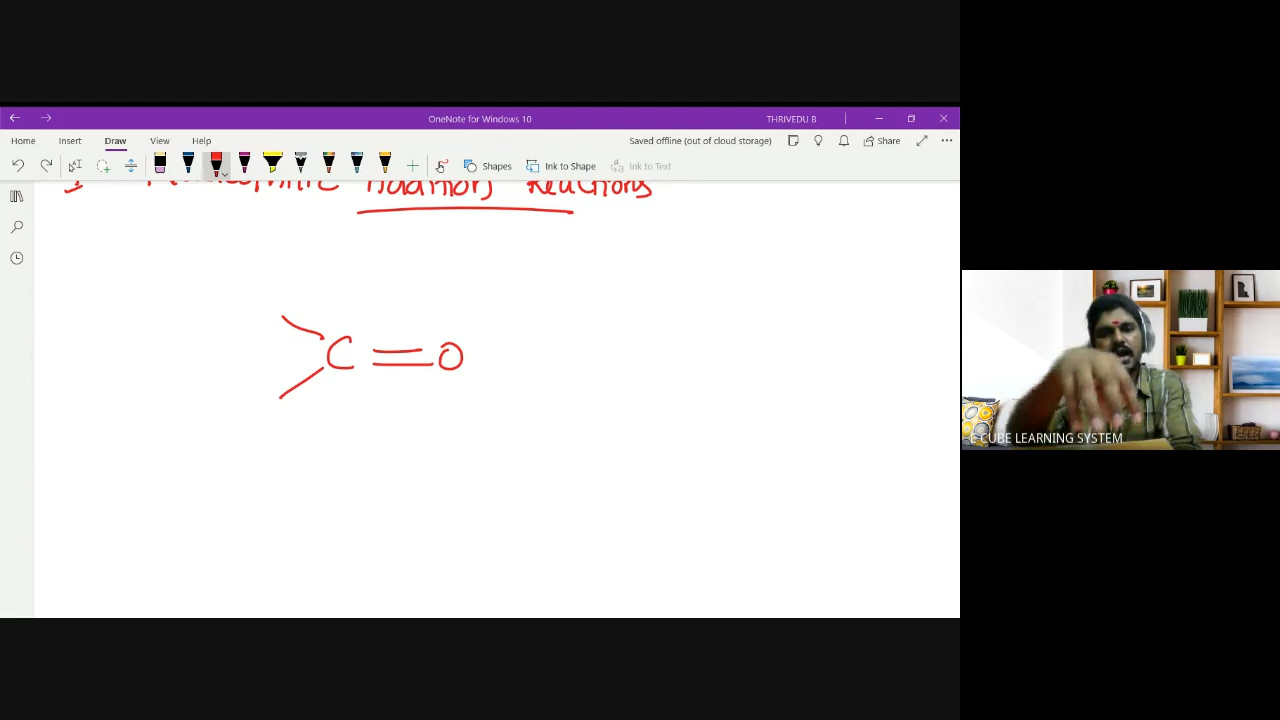 OneNote for Windows 10
THRIVEDU B
Home Insert Draw View Help
Saved offline (out of cloud storage)
Share
Shapes Ink to Shape Ink to Text
Addition Reactions
C = O
E CUBE LEARNING SYSTEM